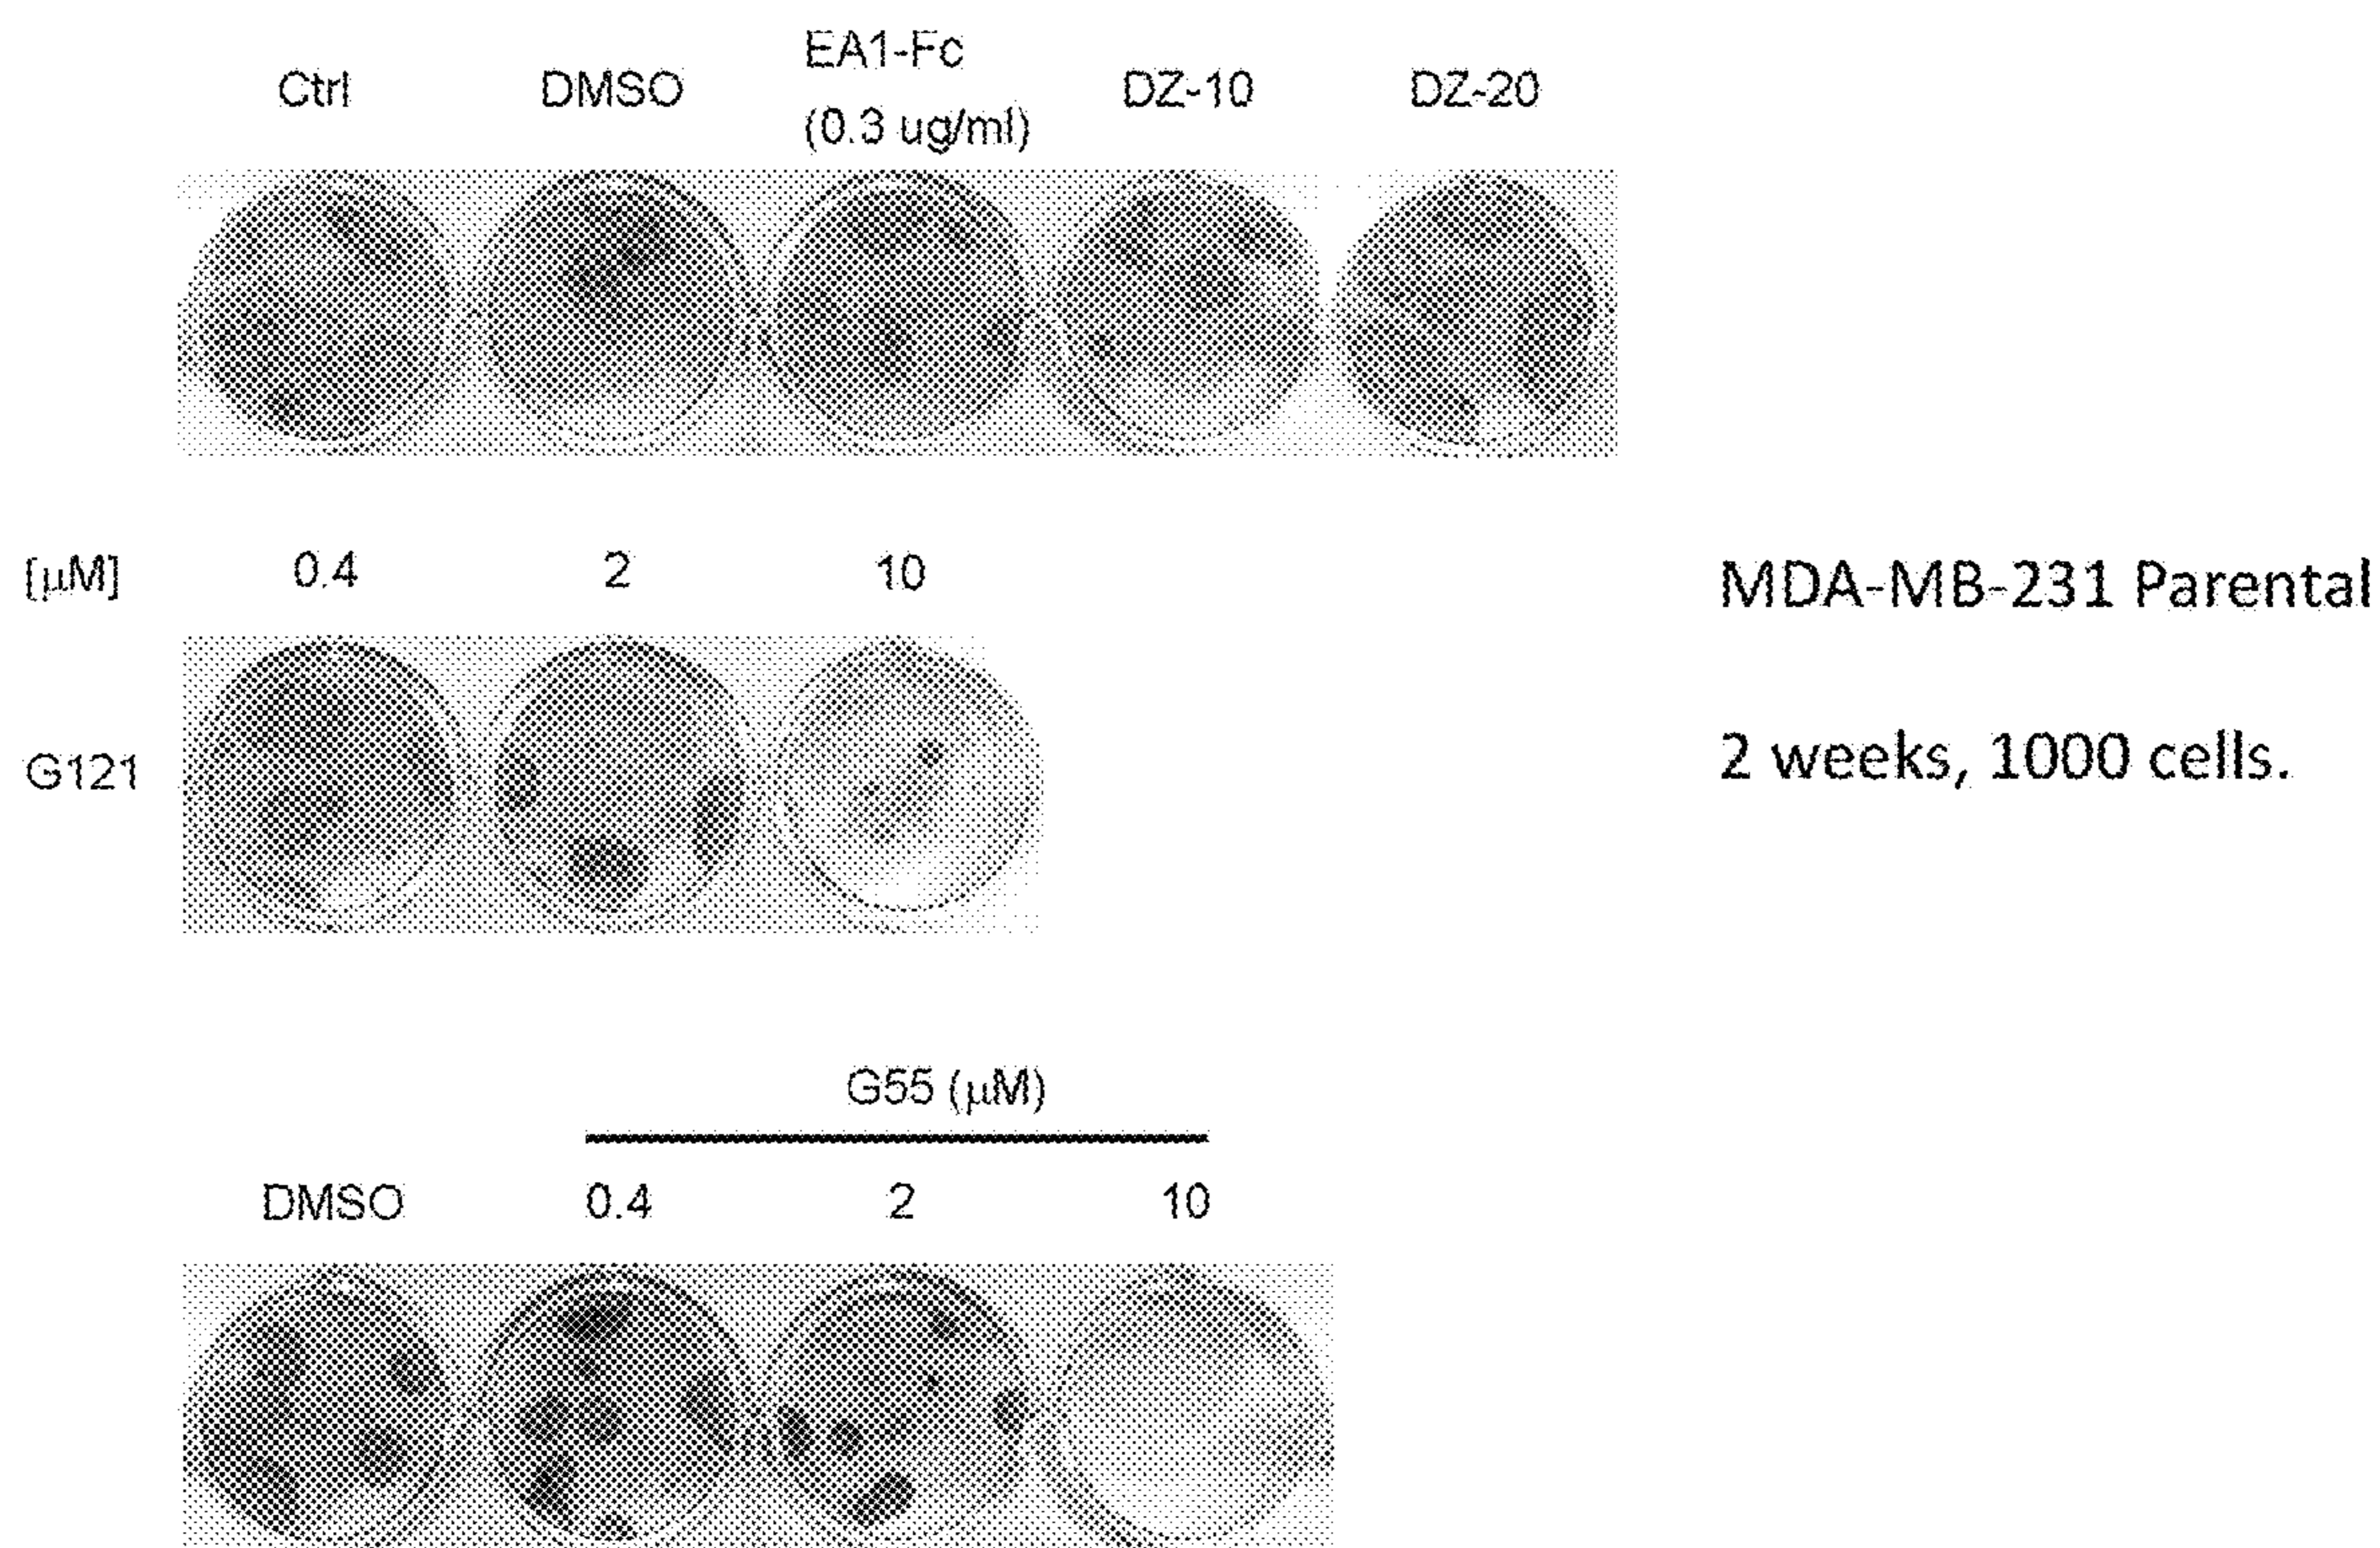 Ctrl DMSO EA1-Fc (0.3 ug/ml) DZ-10 DZ-20
[μM] 0.4 2 10
MDA-MB-231 Parental
G121
2 weeks, 1000 cells.
G55 (μM)
DMSO 0.4 2 10